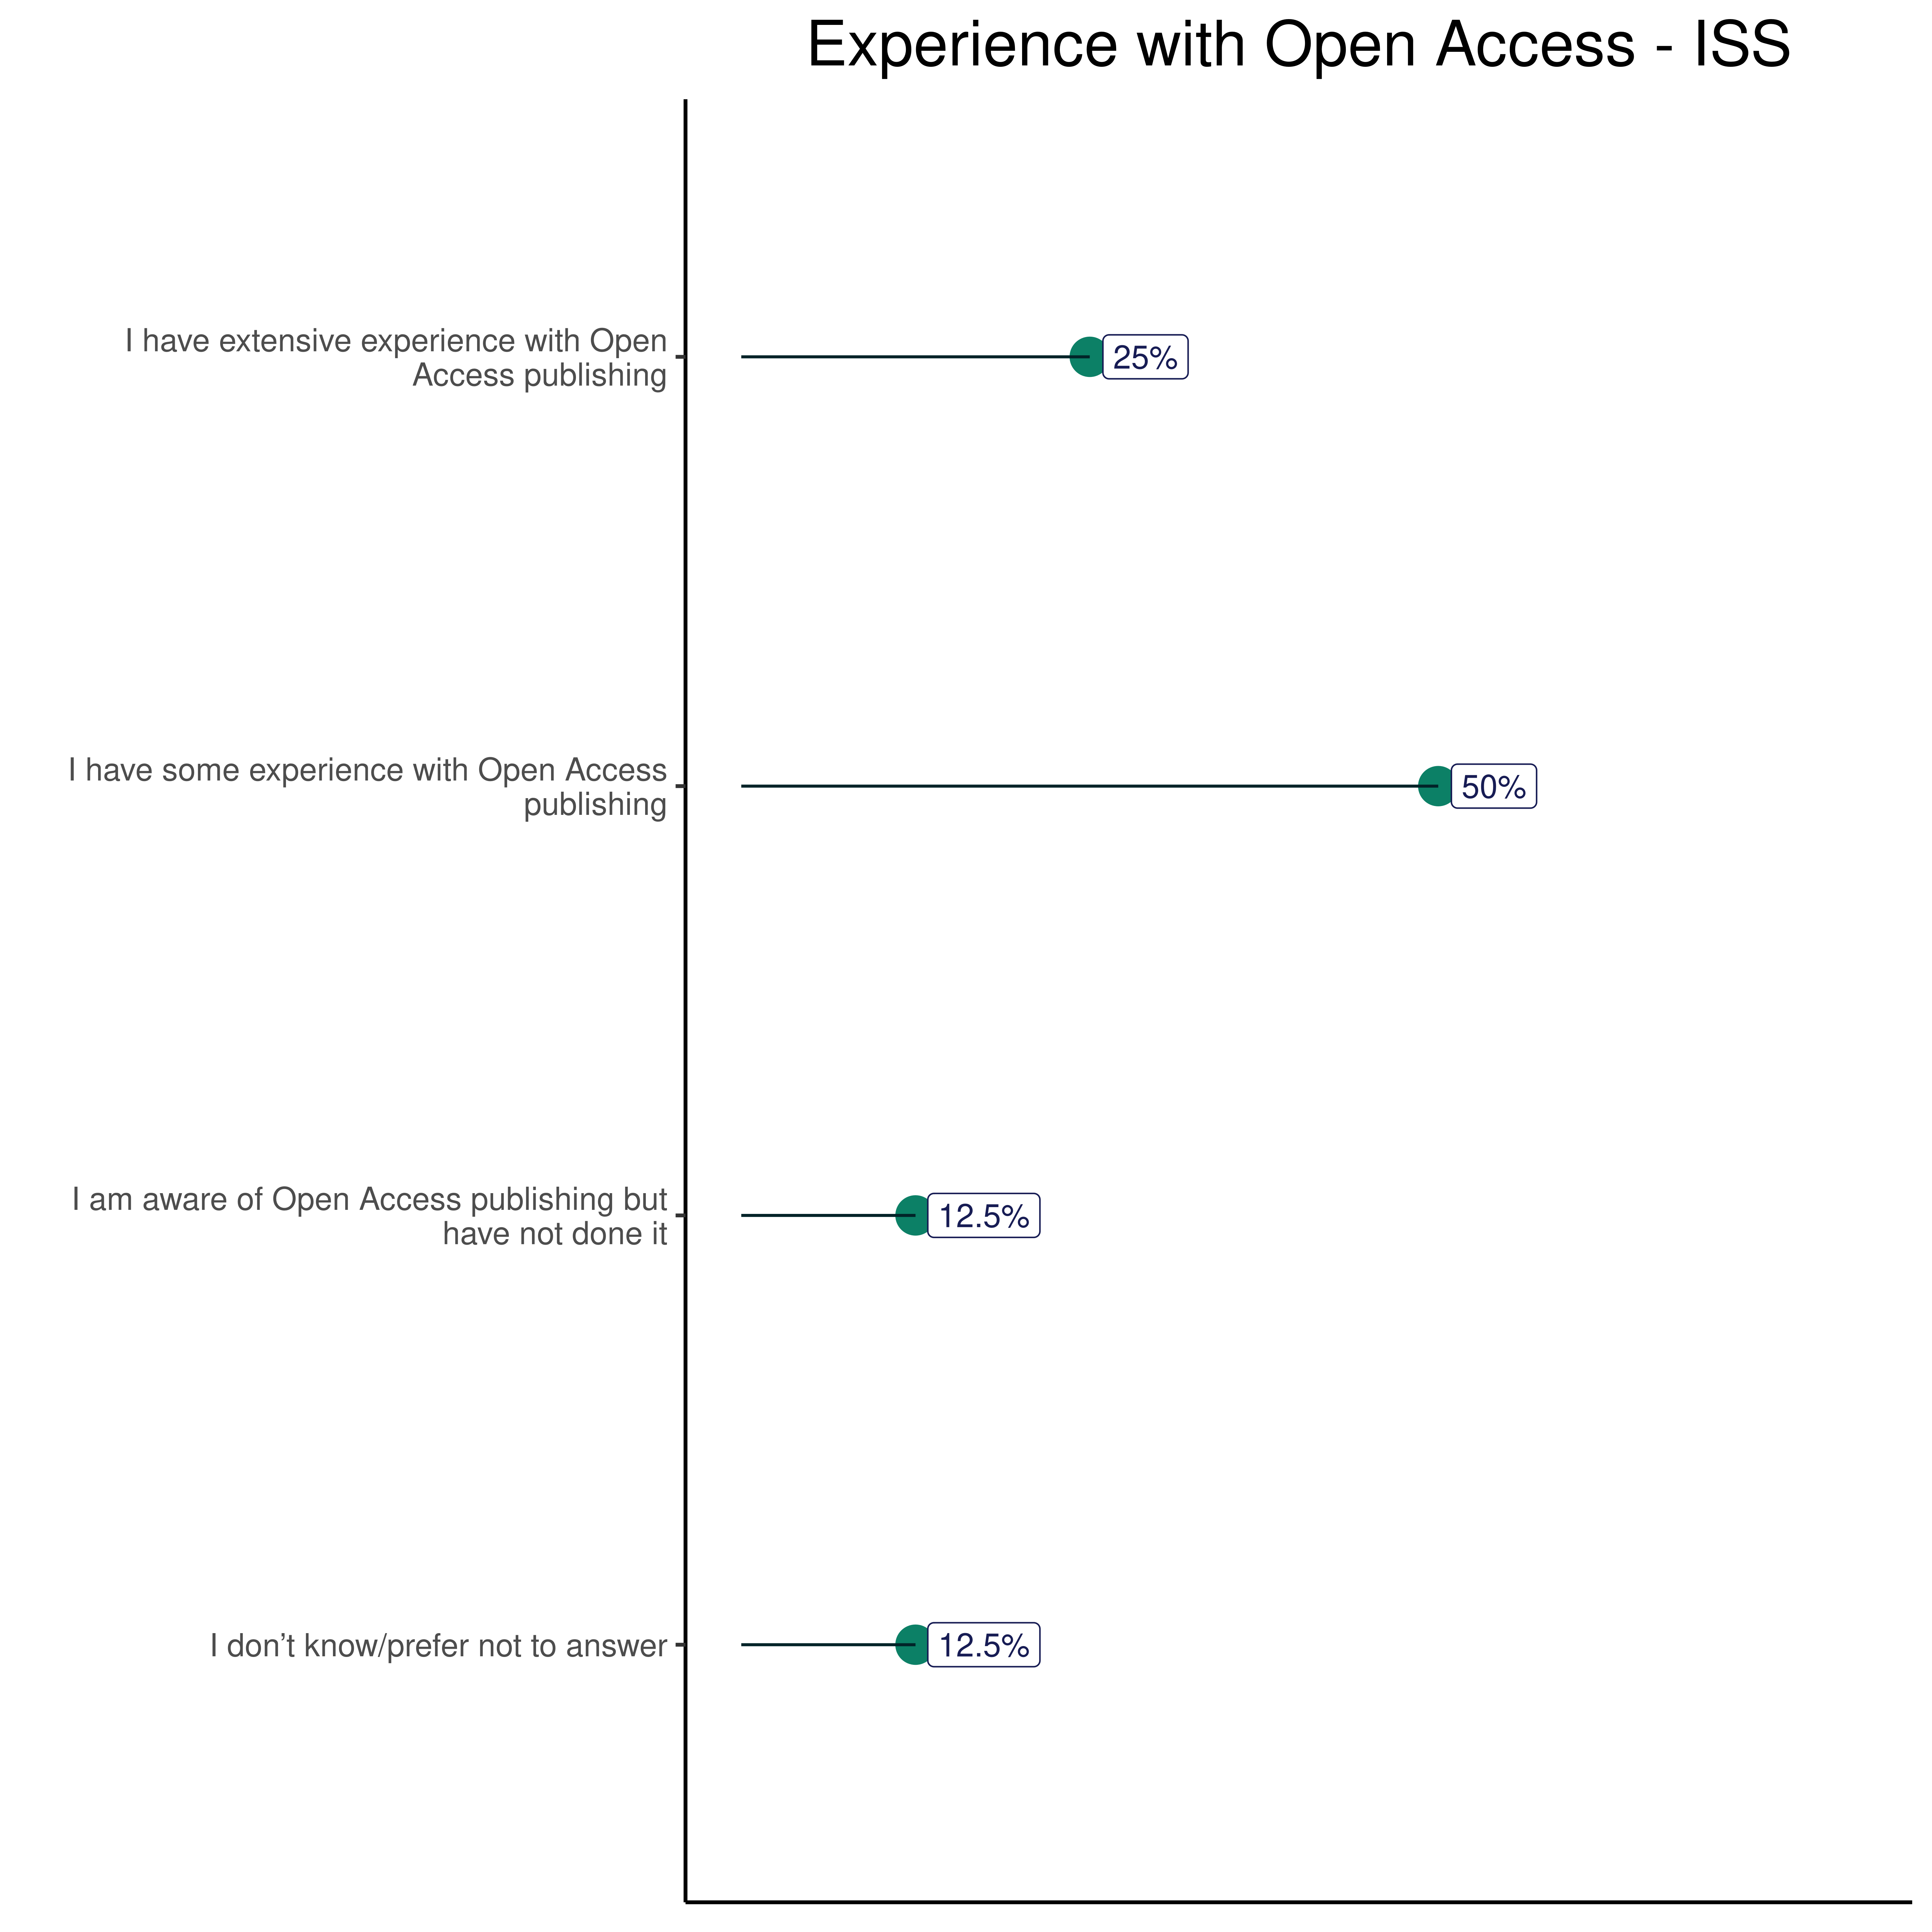 Experience with Open Access - ISS
I have extensive experience with Open
Access publishing
25%
I have some experience with Open Access
publishing
50%
I am aware of Open Access publishing but
have not done it
12.5%
I don’t know/prefer not to answer
12.5%